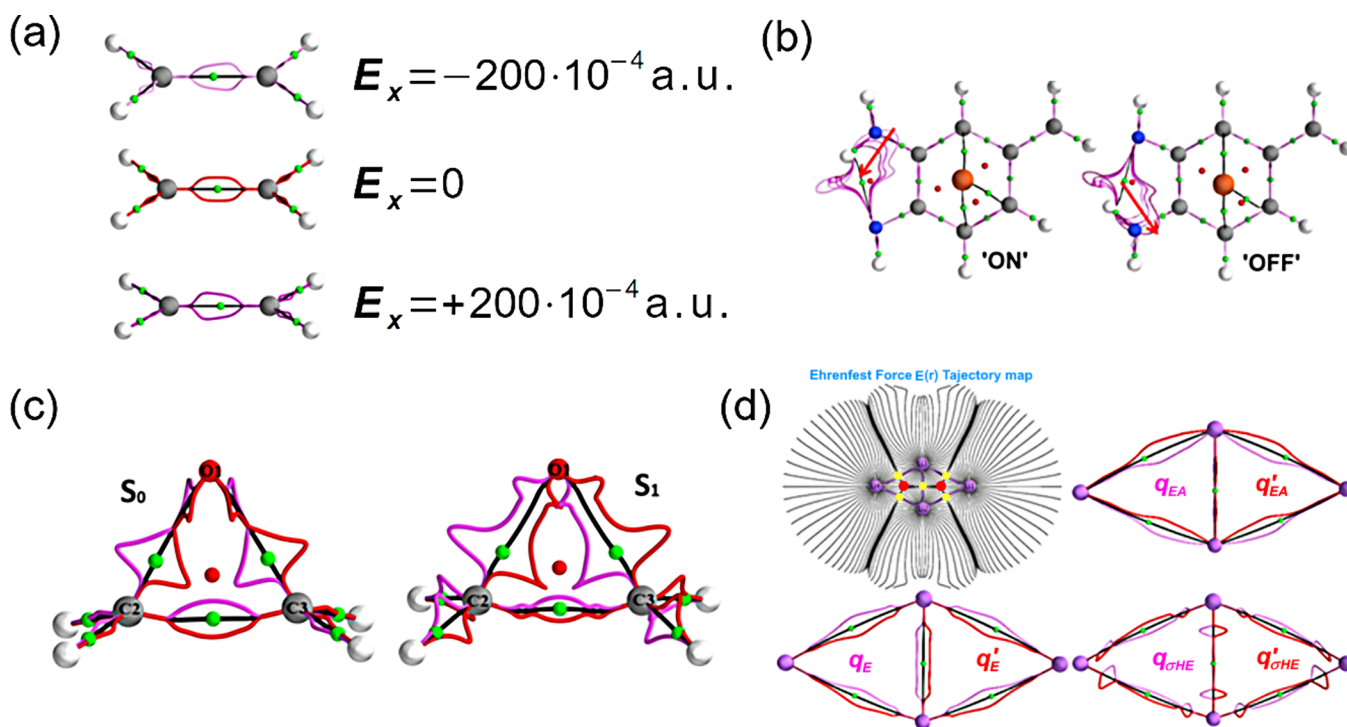 (a)
E_x = −200·10⁻⁴ a.u.
E_x = 0
E_x = +200·10⁻⁴ a.u.
(b)
'ON'
'OFF'
(c)
S₀
O1
C2
C3
S₁
C2
C3
(d)
Ehrenfest Force E(r) Tajectory map
q_EA
q′_EA
q_E
q′_E
q_σHE
q′_σHE